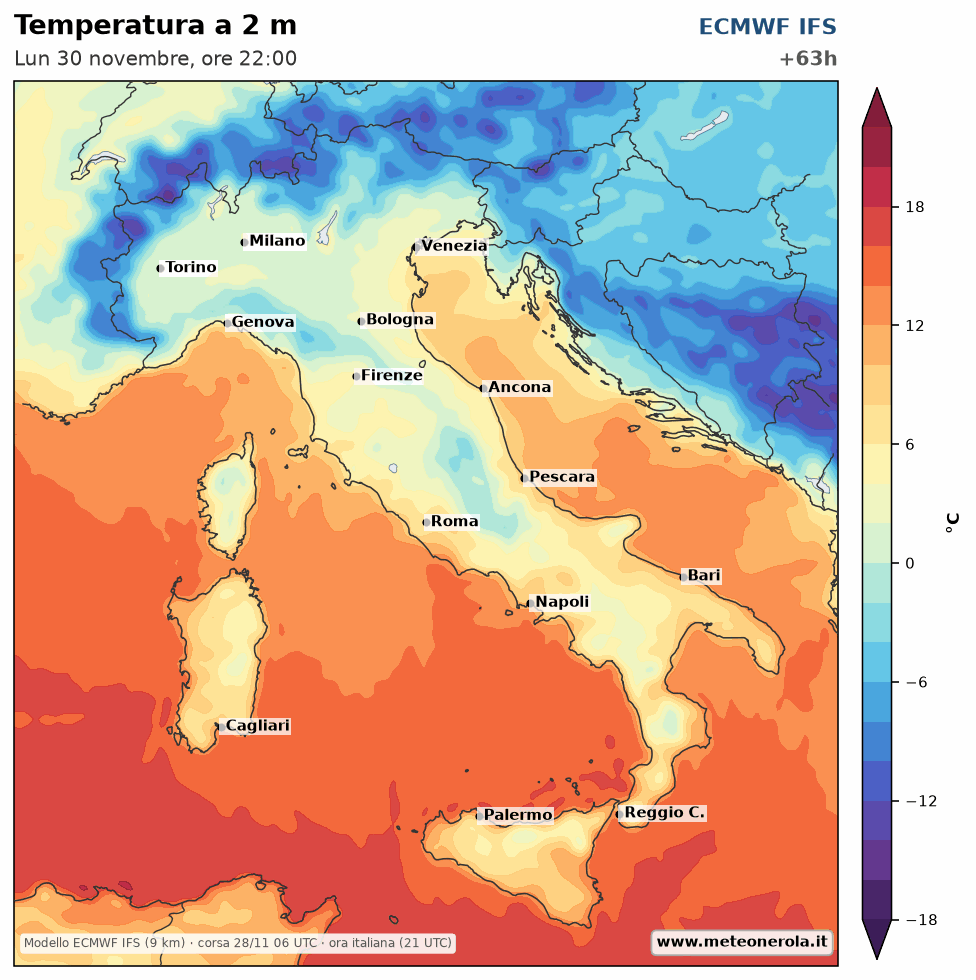 Temperatura a 2 m
ECMWF IFS
Lun 30 novembre, ore 22:00
+63h
Milano
Venezia
Torino
Genova
Bologna
Firenze
Ancona
Pescara
Roma
Bari
Napoli
Cagliari
Palermo
Reggio C.
18
12
6
0
−6
−12
−18
°C
Modello ECMWF IFS (9 km) · corsa 28/11 06 UTC · ora italiana (21 UTC)
www.meteonerola.it